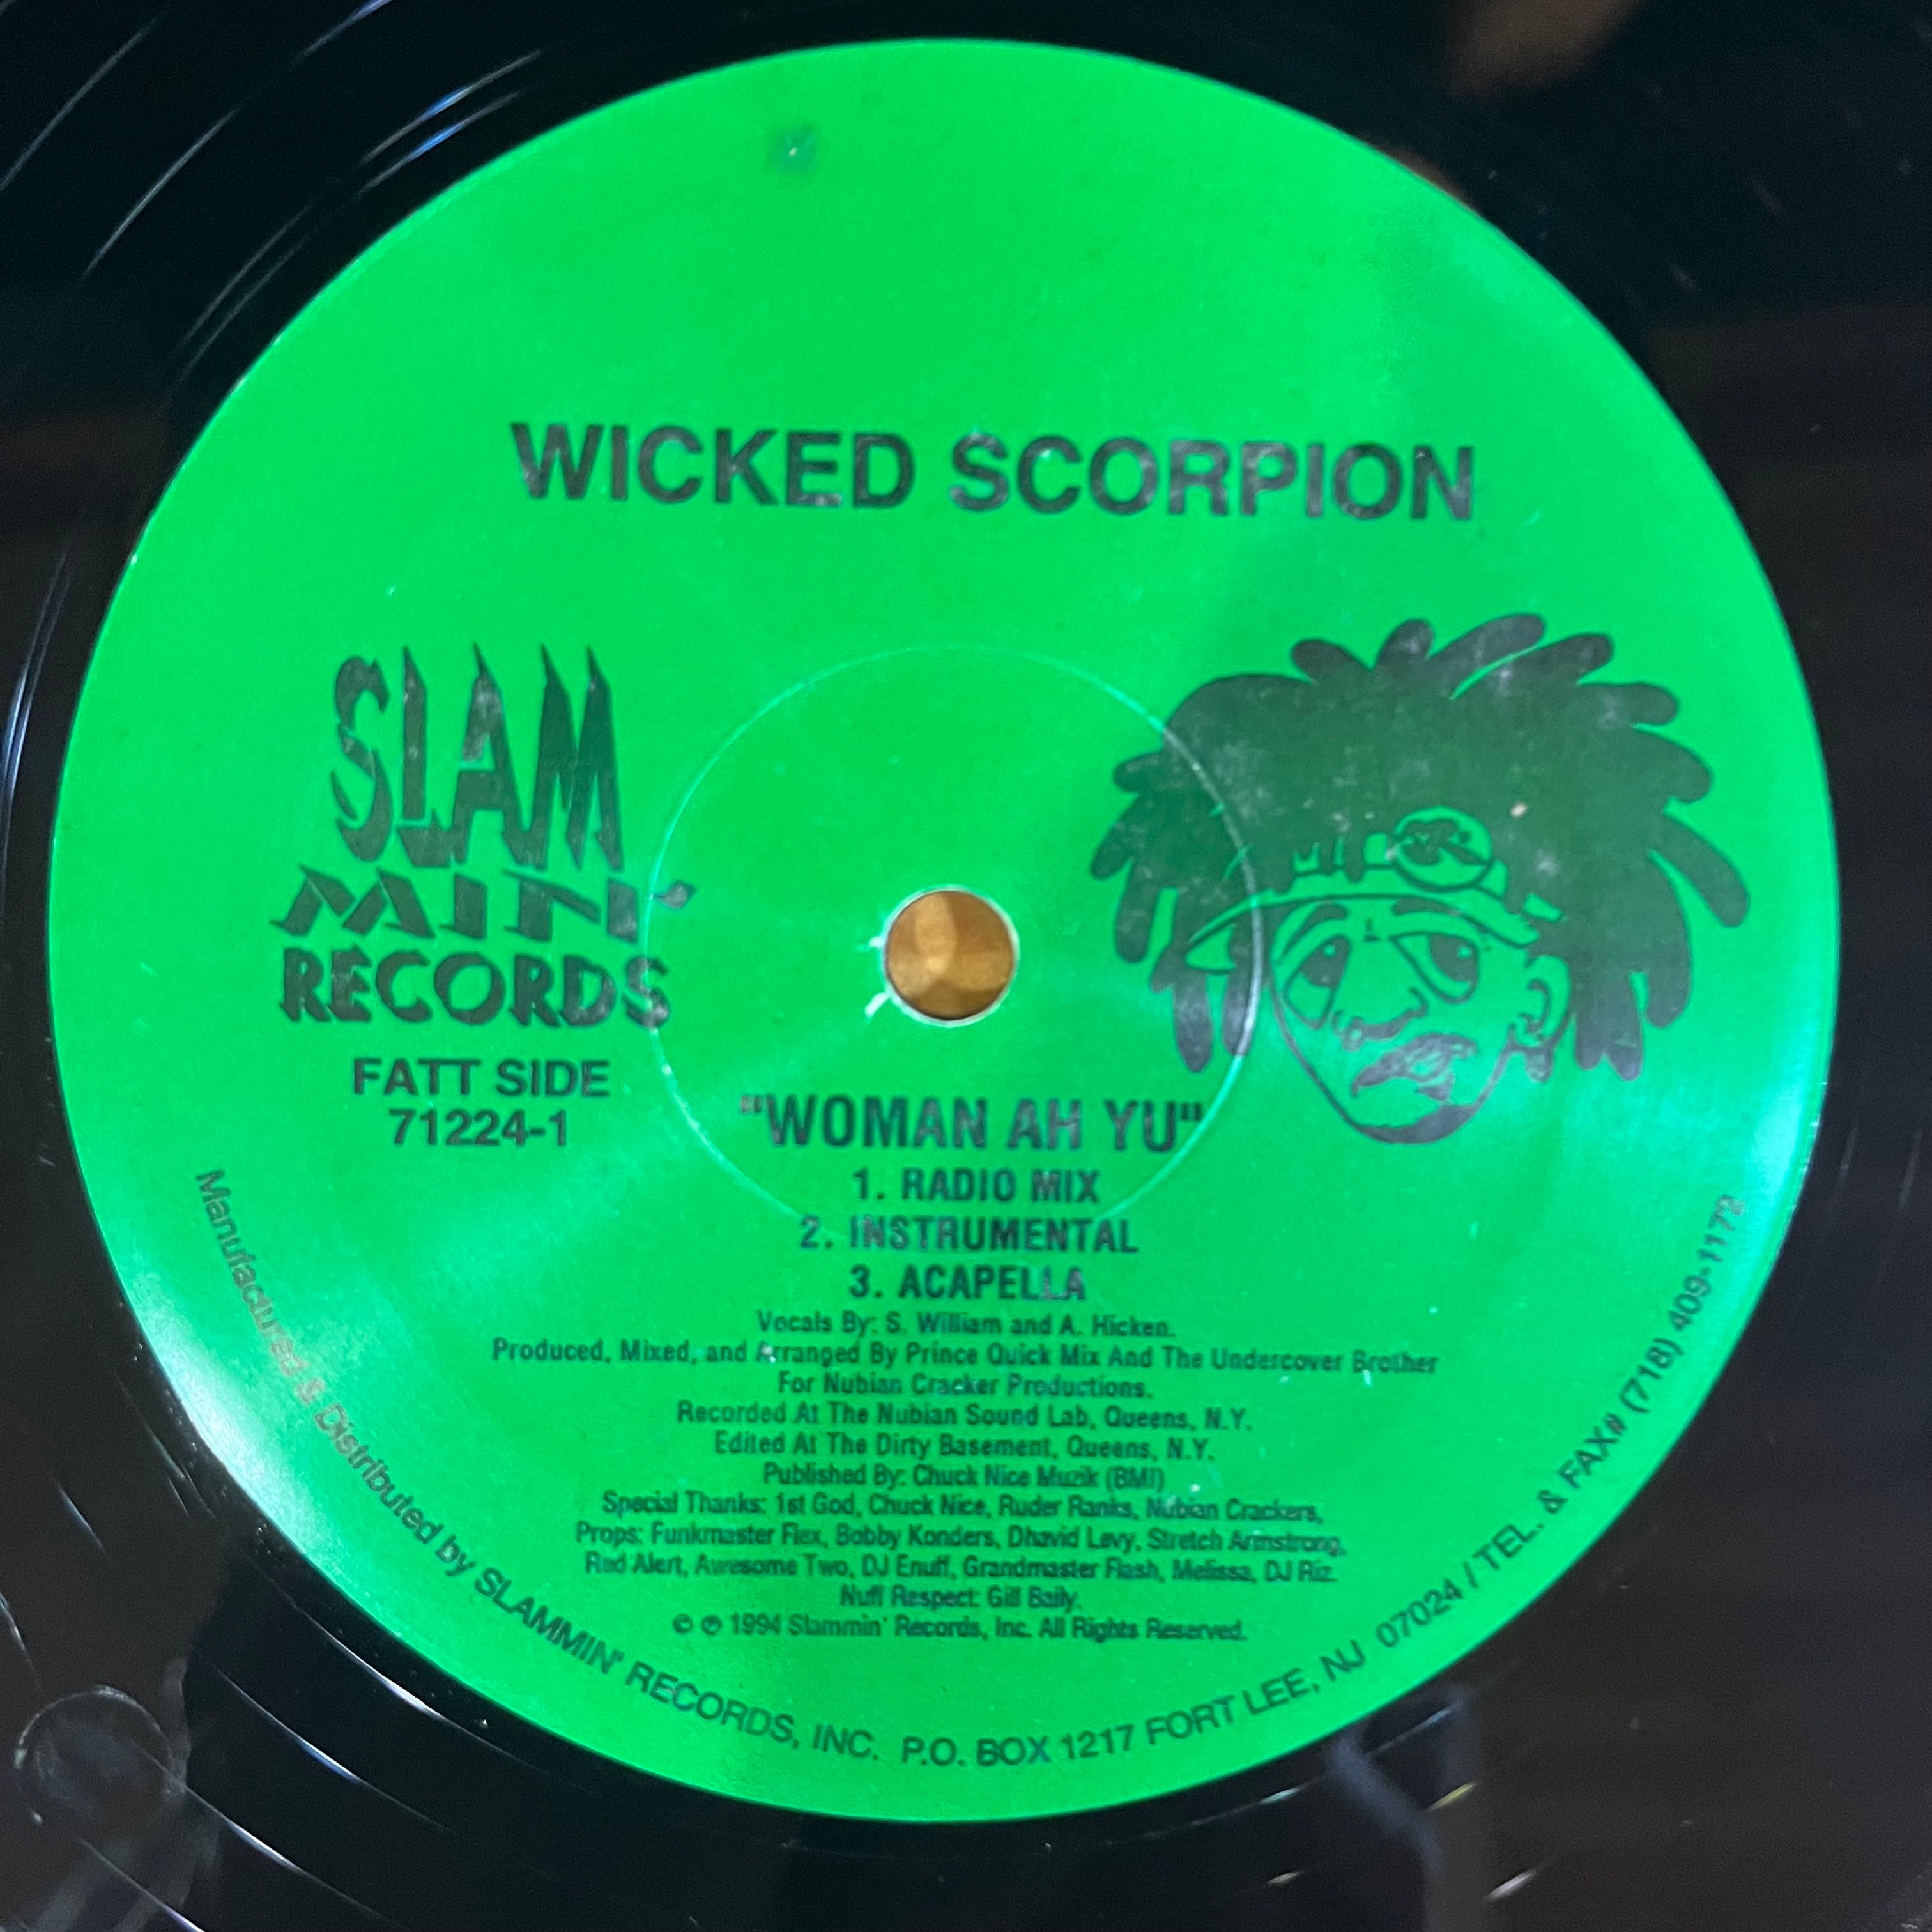 WICKED SCORPION
SLAM
MIN'
RECORDS
FATT SIDE
71224-1
"WOMAN AH YU"
1. RADIO MIX
2. INSTRUMENTAL
3. ACAPELLA
Vocals By: S. William and A. Hicken.
Produced, Mixed, and Arranged By Prince Quick Mix And The Undercover Brother
For Nubian Cracker Productions.
Recorded At The Nubian Sound Lab, Queens, N.Y.
Edited At The Dirty Basement, Queens, N.Y.
Published By: Chuck Nice Muzik (BMI)
Special Thanks: 1st God, Chuck Nice, Ruder Ranks, Nubian Crackers,
Props: Funkmaster Flex, Bobby Konders, Dhavid Levy, Stretch Armstrong,
Red Alert, Awesome Two, DJ Enuff, Grandmaster Flash, Melissa, DJ Riz.
Nuff Respect: Gill Baily.
© ℗ 1994 Slammin' Records, Inc. All Rights Reserved.
Manufactured & Distributed by SLAMMIN' RECORDS, INC. P.O. BOX 1217 FORT LEE, NJ 07024 / TEL. & FAX# (718) 409-1172